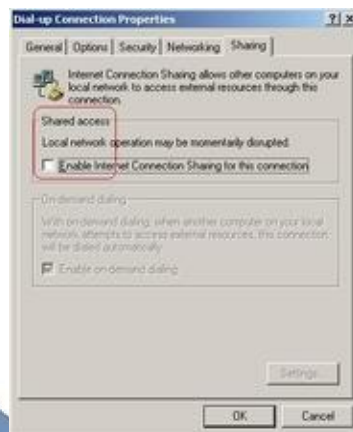 Dial-up Connection Properties
General Options Security Networking Sharing
Internet Connection Sharing allows other computers on your
local network to access external resources through this
connection.
Shared access
Local network operation may be momentarily disrupted.
Enable Internet Connection Sharing for this connection
On-demand dialing
With on-demand dialing, when another computer on your local
network attempts to access external resources, this connection
will be dialed automatically.
Enable on-demand dialing
Settings...
OK Cancel